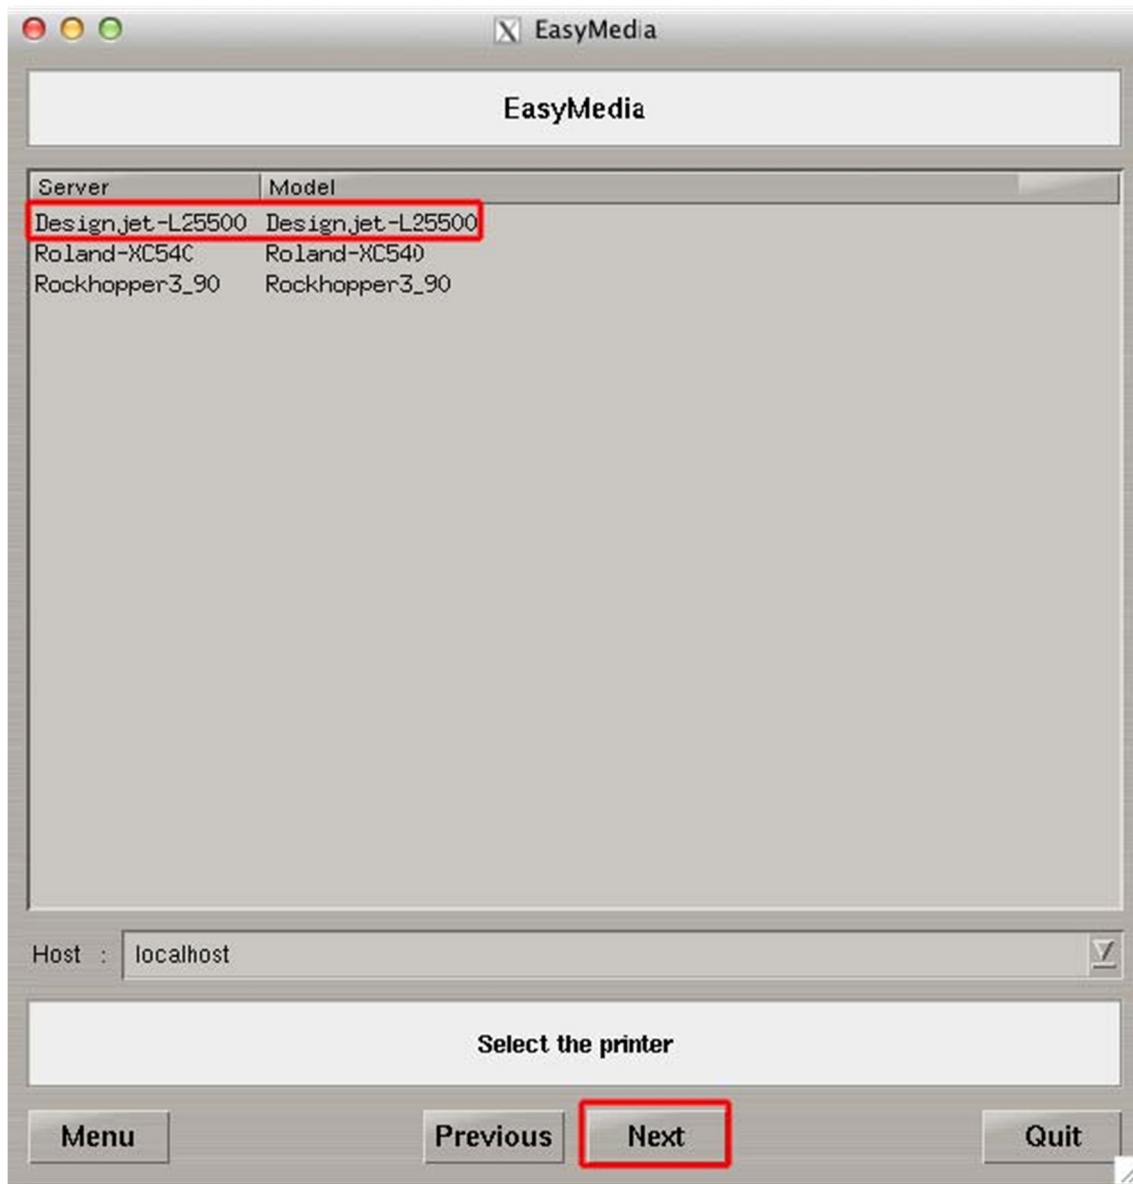 EasyMedia
EasyMedia
Server Model
Designjet-L25500 Designjet-L25500
Roland-XC540 Roland-XC540
Rockhopper3_90 Rockhopper3_90
Host : localhost
Select the printer
Menu Previous Next Quit